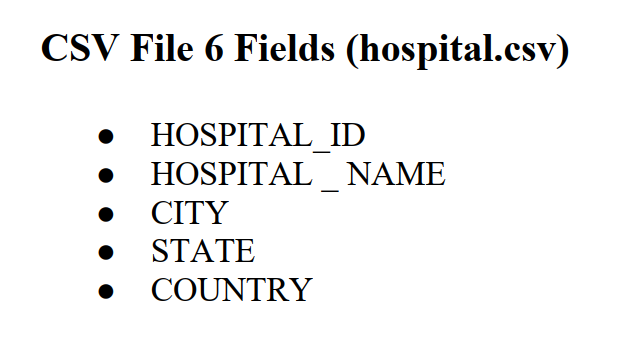 CSV File 6 Fields (hospital.csv)
● HOSPITAL_ID
● HOSPITAL _ NAME
● CITY
● STATE
● COUNTRY